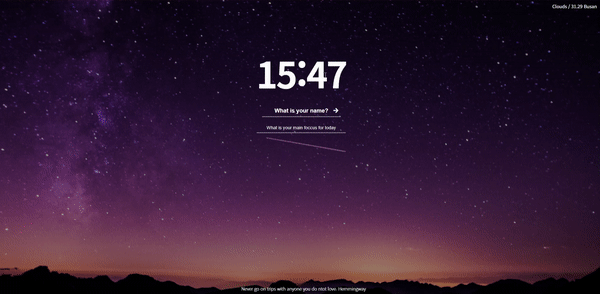 Clouds / 31.29 Busan
15:47
What is your name? →
What is your main foccus for today
Never go on trips with anyone you do ntot love. Hemmingway